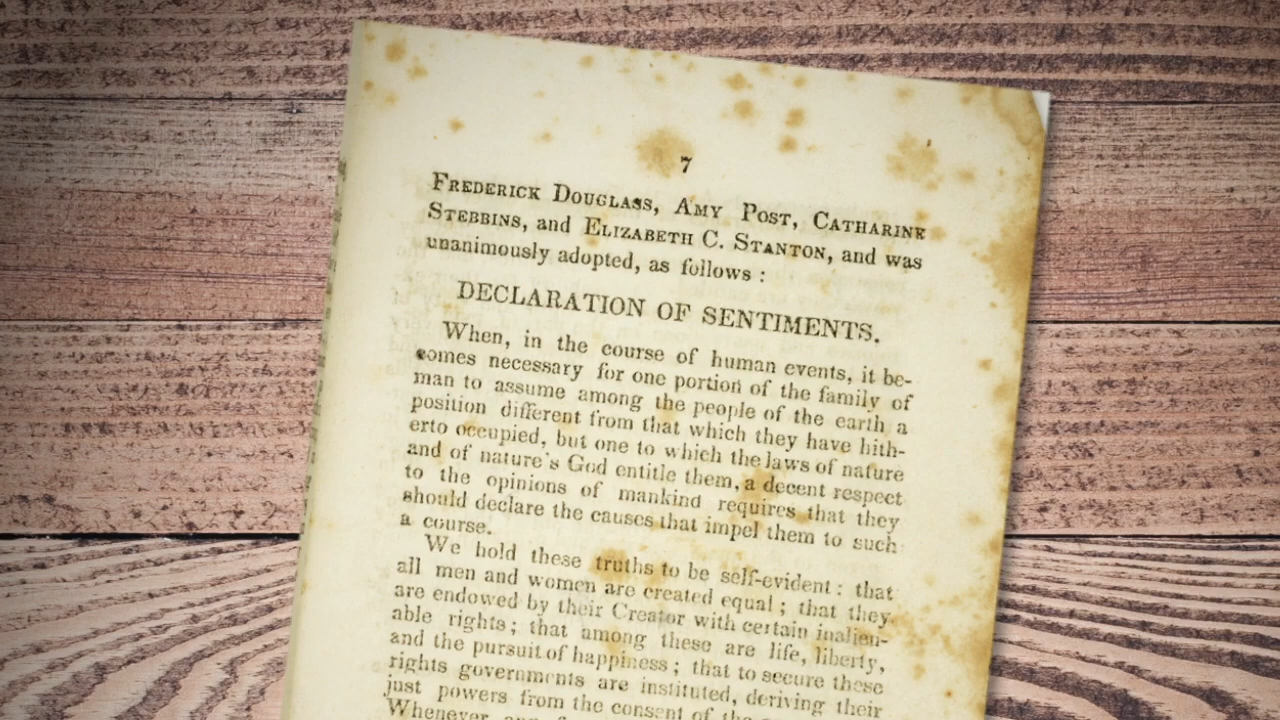 7
Frederick Douglass, Amy Post, Catharine
Stebbins, and Elizabeth C. Stanton, and was
unanimously adopted, as follows :
DECLARATION OF SENTIMENTS.
When, in the course of human events, it be-
comes necessary for one portion of the family of
man to assume among the people of the earth a
position different from that which they have hith-
erto occupied, but one to which the laws of nature
and of nature's God entitle them, a decent respect
to the opinions of mankind requires that they
should declare the causes that impel them to such
a course.
We hold these truths to be self-evident : that
all men and women are created equal ; that they
are endowed by their Creator with certain inalien-
able rights ; that among these are life, liberty,
and the pursuit of happiness ; that to secure these
rights governments are instituted, deriving their
just powers from the consent of the
Whenever any